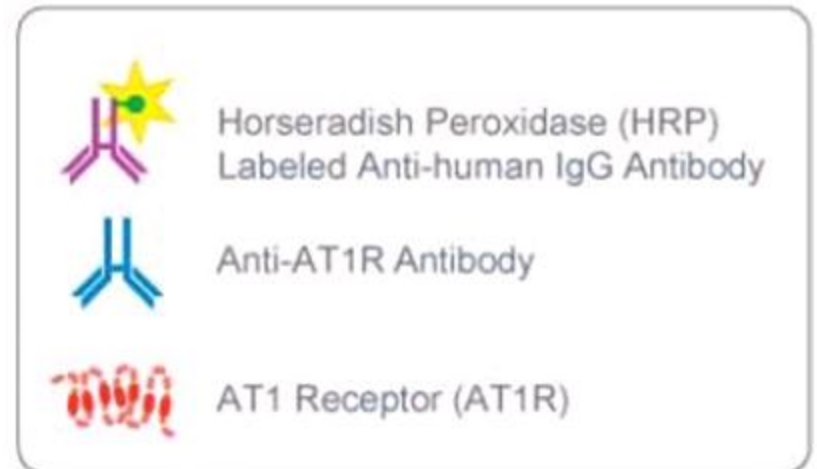 Horseradish Peroxidase (HRP)
Labeled Anti-human IgG Antibody
Anti-AT1R Antibody
AT1 Receptor (AT1R)